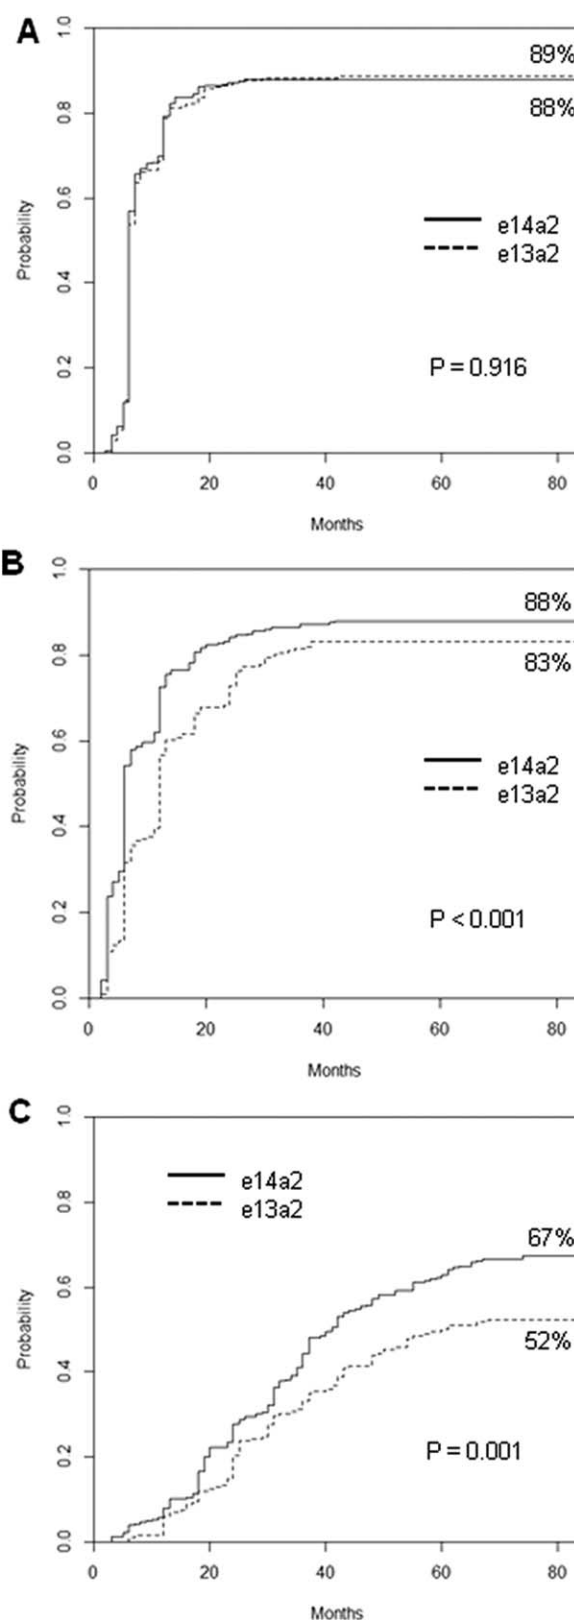 A
1.0
89%
0.8
88%
0.6
e14a2
e13a2
Probability
0.4
P = 0.916
0.2
0.0
0 20 40 60 80
Months
B
1.0
88%
0.8
83%
0.6
e14a2
e13a2
Probability
0.4
P < 0.001
0.2
0.0
0 20 40 60 80
Months
C
1.0
e14a2
e13a2
0.8
67%
0.6
52%
Probability
0.4
P = 0.001
0.2
0.0
0 20 40 60 80
Months